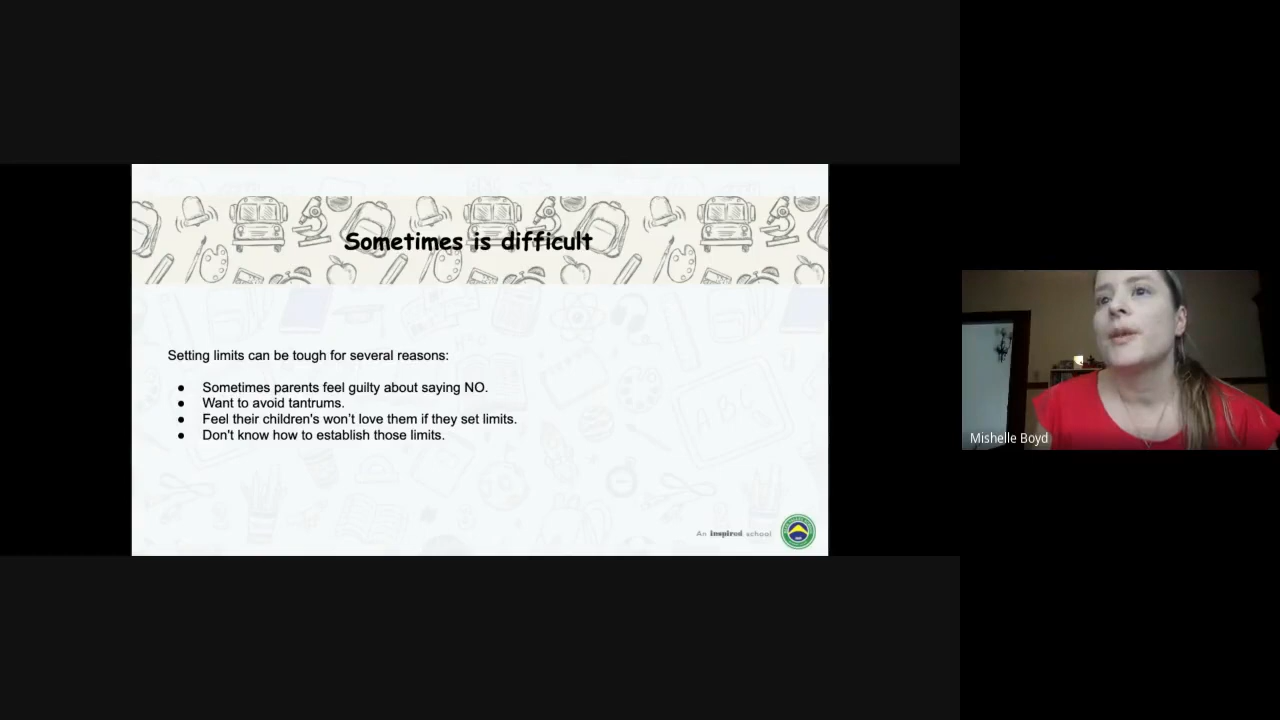 Sometimes is difficult
Setting limits can be tough for several reasons:
● Sometimes parents feel guilty about saying NO.
● Want to avoid tantrums.
● Feel their children's won't love them if they set limits.
● Don't know how to establish those limits.
An inspired school
Mishelle Boyd